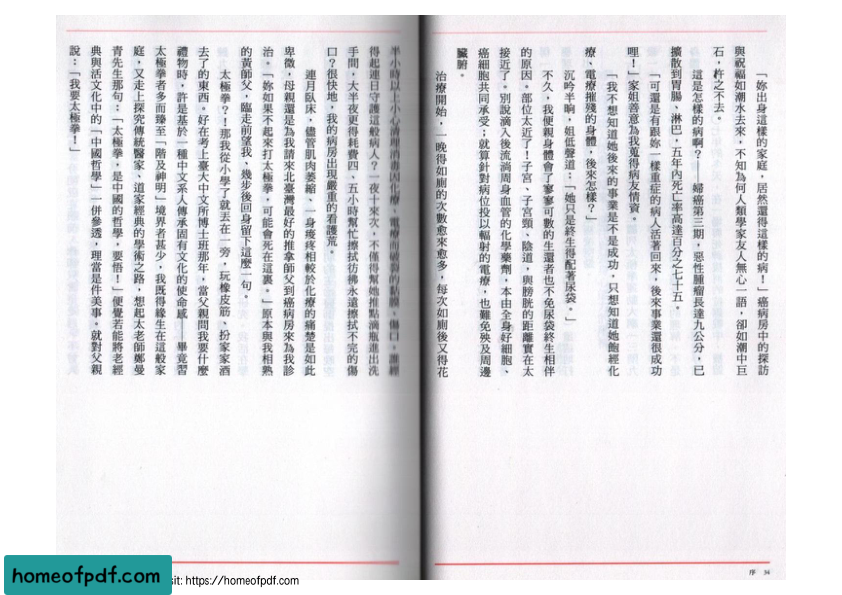 「妳出身這樣的家庭，居然還得這樣的病！」癌病房中的探訪
與祝福如潮水去來，不知為何人類學家友人無心一語，卻如潮中巨
石，杵之不去。
這是怎樣的病啊？——婦癌第三期，惡性腫瘤長達九公分，已
擴散到胃腸、淋巴，五年內死亡率高達百分之七十五。
「可還是有跟妳一樣重症的病人活著回來，後來事業還很成功
哩！」家姐善意為我蒐得病友情資。
「我不想知道她後來的事業是不是成功，只想知道她飽經化
療、電療摧殘的身體，後來怎樣？」
沉吟半晌，姐低聲道：「她只是終生得配著尿袋。」
不久，我便親身體會了寥寥可數的生還者也不免尿袋終生相伴
的原因。部位太近了！子宮、子宮頸、陰道，與膀胱的距離實在太
接近了。別說滴入後流淌周身血管的化學藥劑，本由全身好細胞、
癌細胞共同承受；就算針對病位投以輻射的電療，也難免殃及周邊
臟腑。
治療開始，一晚得如廁的次數愈來愈多，每次如廁後又得花
半小時以上小心清理消毒因化療、電療而破裂的黏膜、傷口。誰經
得起連日守護這般病人？一夜十來次，不僅得幫她推點滴瓶進出洗
手間，大半夜更得耗費四、五小時幫忙擦拭彷彿永遠擦拭不完的傷
口？很快地，我的病房出現嚴重的看護荒。
連月臥床，儘管肌肉萎縮、一身痠疼相較於化療的痛楚是如此
卑微，母親還是為我請來北臺灣最好的推拿師父到癌病房來為我診
治。「妳如果不起來打太極拳，可能會死在這裏。」原本與我相熟
的黃師父，臨走前望我，幾步後回身留下這麼一句。
太極拳？！那我從小學了就丟在一旁，玩橡皮筋、扮家家酒
去了的東西。好在考上臺大中文所博士班那年，當父親問我要什麼
禮物時，許是基於一種中文系人傳承固有文化的使命感——畢竟習
太極拳者多而臻至「階及神明」境界者甚少，我既得緣生在這般家
庭，又走上探究傳統醫家、道家經典的學術之路，想起太老師鄭曼
青先生那句：「太極拳，是中國的哲學，要悟！」便覺若能將老經
典與活文化中的「中國哲學」一併參透，理當是件美事。就對父親
說：「我要太極拳！」
序 34
homeofpdf.com
sit: https://homeofpdf.com